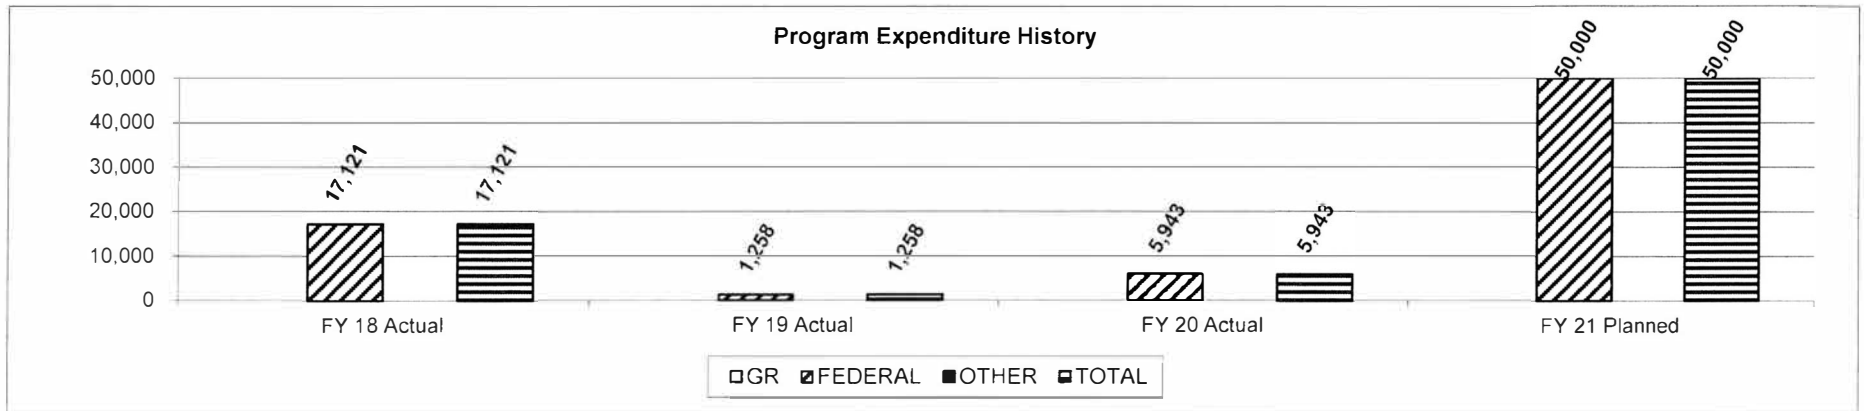 Program Expenditure History
50,000
40,000
30,000
20,000
10,000
0
17,121
17,121
1,258
1,258
5,943
5,943
50,000
50,000
FY 18 Actual
FY 19 Actual
FY 20 Actual
FY 21 Planned
GR FEDERAL OTHER TOTAL